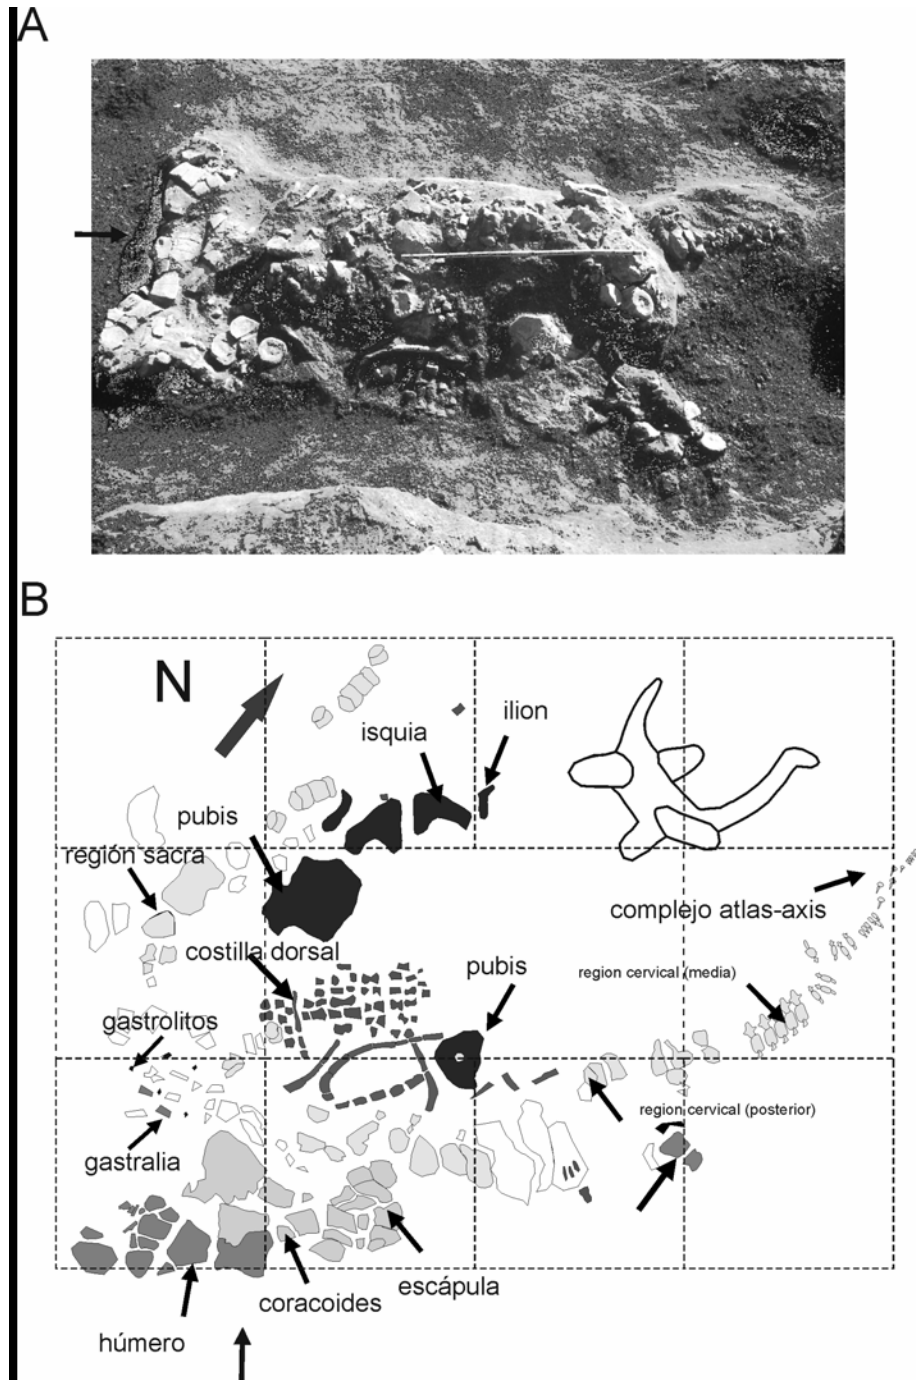 A
B
N
ilion
isquia
pubis
región sacra
complejo atlas-axis
costilla dorsal
pubis
region cervical (media)
gastrolitos
region cervical (posterior)
gastralia
escápula
coracoides
húmero